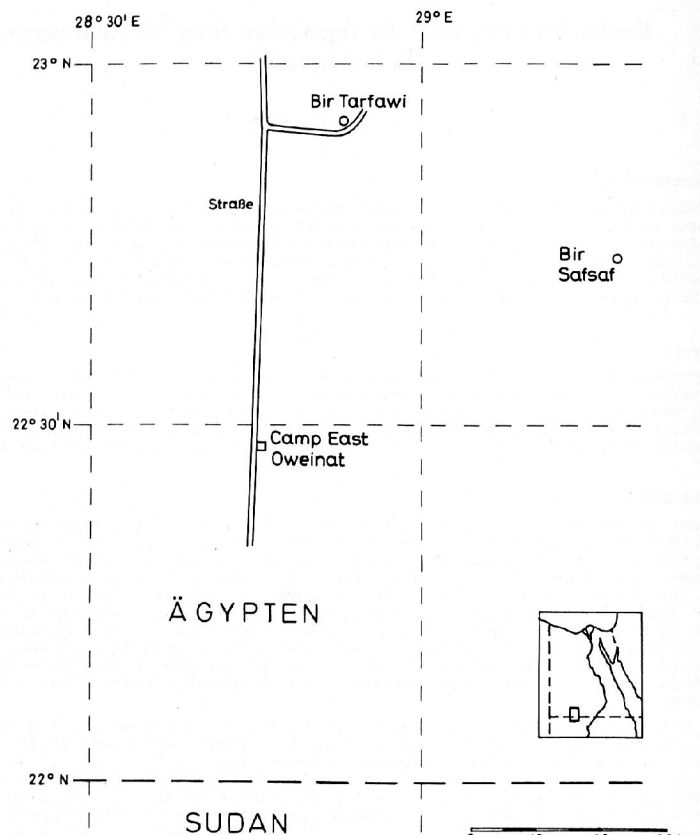 28° 30' E
29° E
23° N
Bir Tarfawi
Straße
Bir
Safsaf
22° 30' N
Camp East
Oweinat
ÄGYPTEN
22° N
SUDAN